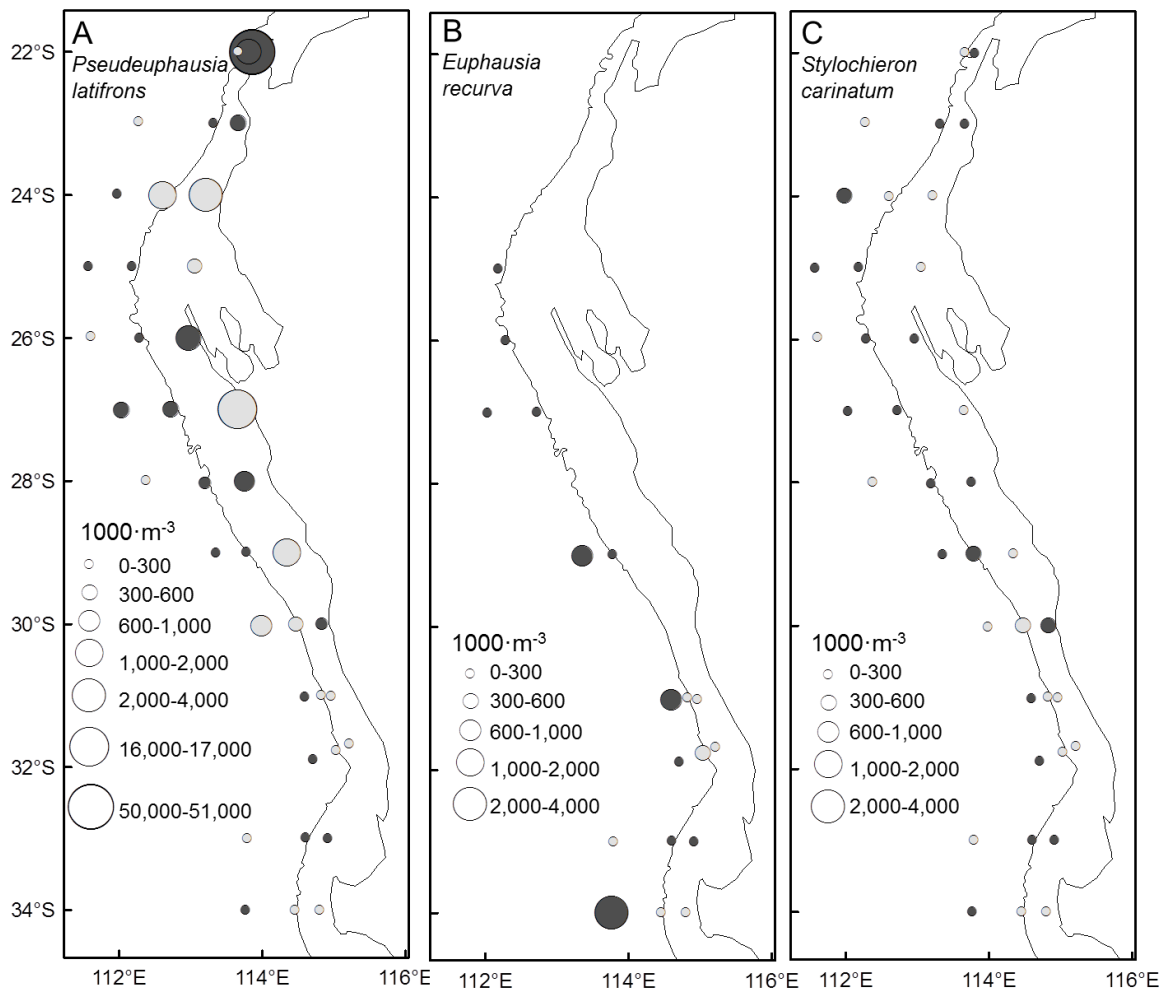 A
Pseudeuphausia
latifrons
B
Euphausia
recurva
C
Stylochieron
carinatum
22°S
24°S
26°S
28°S
30°S
32°S
34°S
1000·m-3
0-300
300-600
600-1,000
1,000-2,000
2,000-4,000
16,000-17,000
50,000-51,000
1000·m-3
0-300
300-600
600-1,000
1,000-2,000
2,000-4,000
1000·m-3
0-300
300-600
600-1,000
1,000-2,000
2,000-4,000
112°E
114°E
116°E
112°E
114°E
116°E
112°E
114°E
116°E